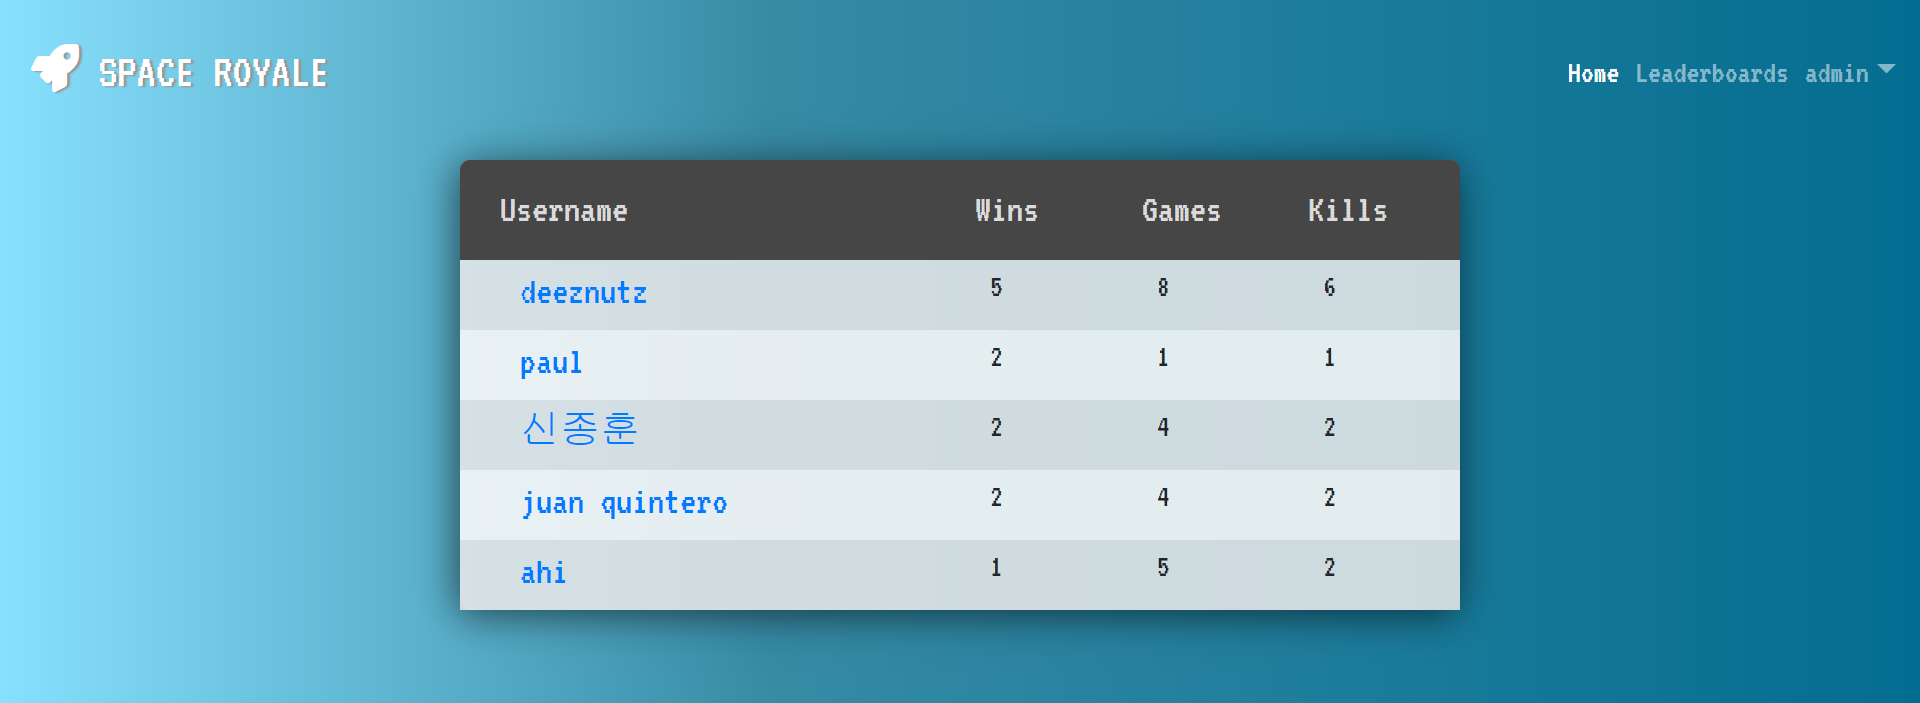 SPACE ROYALE
Home Leaderboards admin
Username Wins Games Kills
deeznutz 5 8 6
paul 2 1 1
신종훈 2 4 2
juan quintero 2 4 2
ahi 1 5 2